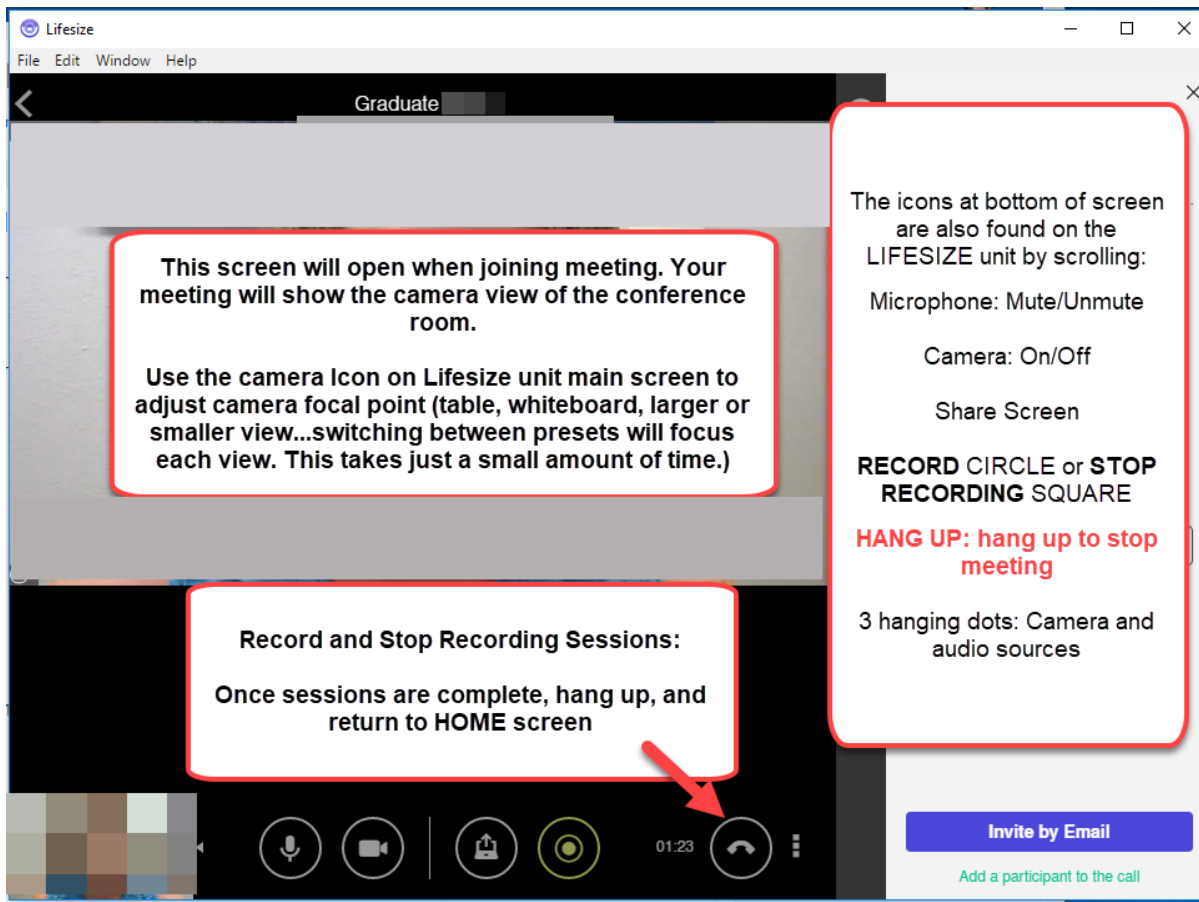 Lifesize
File Edit Window Help
Graduate
This screen will open when joining meeting. Your
meeting will show the camera view of the conference
room.
Use the camera Icon on Lifesize unit main screen to
adjust camera focal point (table, whiteboard, larger or
smaller view...switching between presets will focus
each view. This takes just a small amount of time.)
The icons at bottom of screen
are also found on the
LIFESIZE unit by scrolling:
Microphone: Mute/Unmute
Camera: On/Off
Share Screen
RECORD CIRCLE or STOP
RECORDING SQUARE
HANG UP: hang up to stop
meeting
3 hanging dots: Camera and
audio sources
Record and Stop Recording Sessions:
Once sessions are complete, hang up, and
return to HOME screen
01:23
Invite by Email
Add a participant to the call